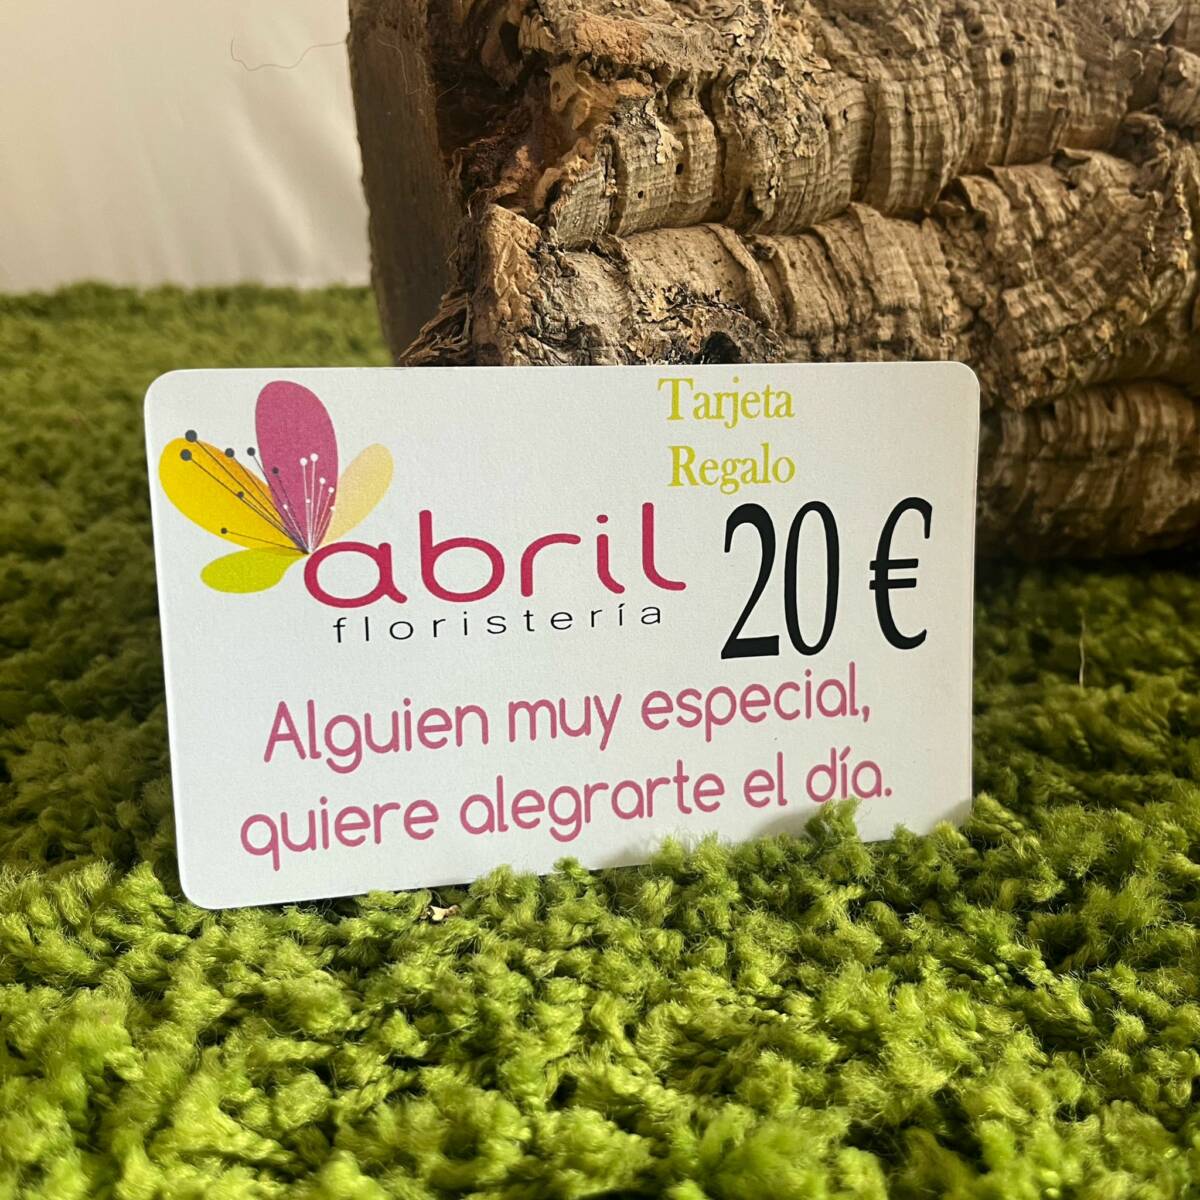 Tarjeta
Regalo
abril
floristería
20 €
Alguien muy especial,
quiere alegrarte el día.